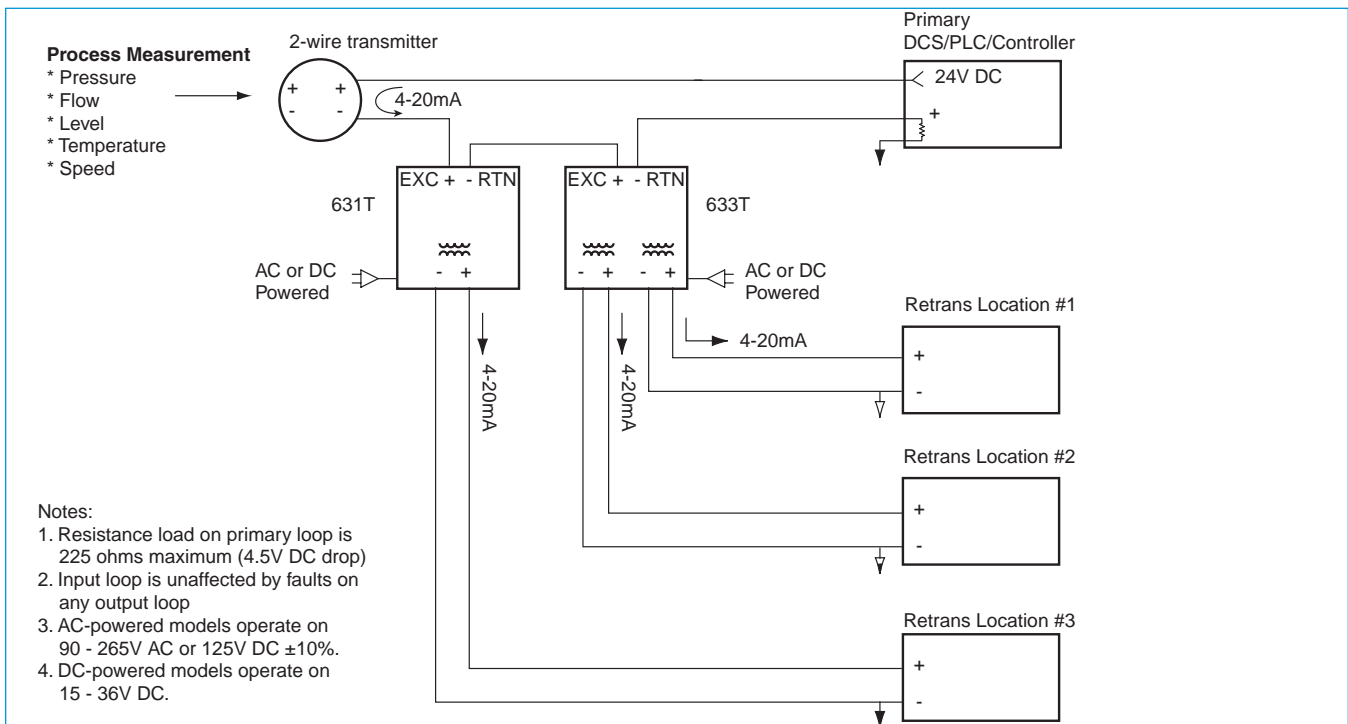 Process Measurement
* Pressure
* Flow
* Level
* Temperature
* Speed
2-wire transmitter
+ +
- -
4-20mA
Primary
DCS/PLC/Controller
24V DC
+
EXC + - RTN
631T
- +
AC or DC
Powered
EXC + - RTN
633T
- + - +
AC or DC
Powered
4-20mA
4-20mA
4-20mA
Retrans Location #1
+
-
Retrans Location #2
+
-
Retrans Location #3
+
-
Notes:
1. Resistance load on primary loop is
225 ohms maximum (4.5V DC drop)
2. Input loop is unaffected by faults on
any output loop
3. AC-powered models operate on
90 - 265V AC or 125V DC ±10%.
4. DC-powered models operate on
15 - 36V DC.